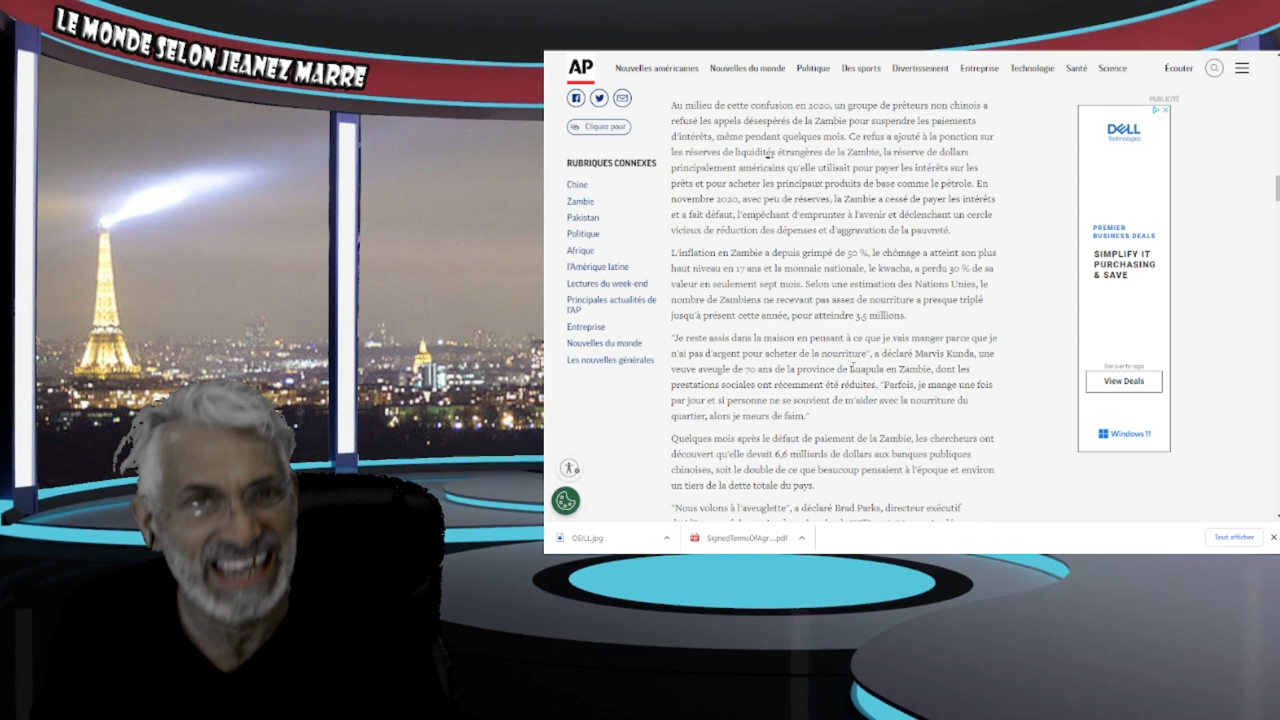 LE MONDE SELON JEANEZ MARRE
AP
Nouvelles américaines Nouvelles du monde Politique Des sports Divertissement Entreprise Technologie Santé Science Écouter
Cliquez pour
RUBRIQUES CONNEXES
Chine
Zambie
Pakistan
Politique
Afrique
l'Amérique latine
Lectures du week-end
Principales actualités de
l'AP
Entreprise
Nouvelles du monde
Les nouvelles générales
Au milieu de cette confusion en 2020, un groupe de prêteurs non chinois a
refusé les appels désespérés de la Zambie pour suspendre les paiements
d'intérêts, même pendant quelques mois. Ce refus a ajouté à la ponction sur
les réserves de liquidités étrangères de la Zambie, la réserve de dollars
principalement américains qu'elle utilisait pour payer les intérêts sur les
prêts et pour acheter les principaux produits de base comme le pétrole. En
novembre 2020, avec peu de réserves, la Zambie a cessé de payer les intérêts
et a fait défaut, l'empêchant d'emprunter à l'avenir et déclenchant un cercle
vicieux de réduction des dépenses et d'aggravation de la pauvreté.
L'inflation en Zambie a depuis grimpé de 50 %, le chômage a atteint son plus
haut niveau en 17 ans et la monnaie nationale, le kwacha, a perdu 30 % de sa
valeur en seulement sept mois. Selon une estimation des Nations Unies, le
nombre de Zambiens ne recevant pas assez de nourriture a presque triplé
jusqu'à présent cette année, pour atteindre 3,5 millions.
"Je reste assis dans la maison en pensant à ce que je vais manger parce que je
n'ai pas d'argent pour acheter de la nourriture", a déclaré Marvis Kunda, une
veuve aveugle de 70 ans de la province de Luapula en Zambie, dont les
prestations sociales ont récemment été réduites. "Parfois, je mange une fois
par jour et si personne ne se souvient de m'aider avec la nourriture du
quartier, alors je meurs de faim."
Quelques mois après le défaut de paiement de la Zambie, les chercheurs ont
découvert qu'elle devait 6,6 milliards de dollars aux banques publiques
chinoises, soit le double de ce que beaucoup pensaient à l'époque et environ
un tiers de la dette totale du pays.
"Nous volons à l'aveuglette", a déclaré Brad Parks, directeur exécutif
PUBLICITÉ
DELL
Technologies
PREMIER
BUSINESS DEALS
SIMPLIFY IT
PURCHASING
& SAVE
View Deals
Windows 11
OEILL.jpg
SignedTermsOfAgr....pdf
Tout afficher